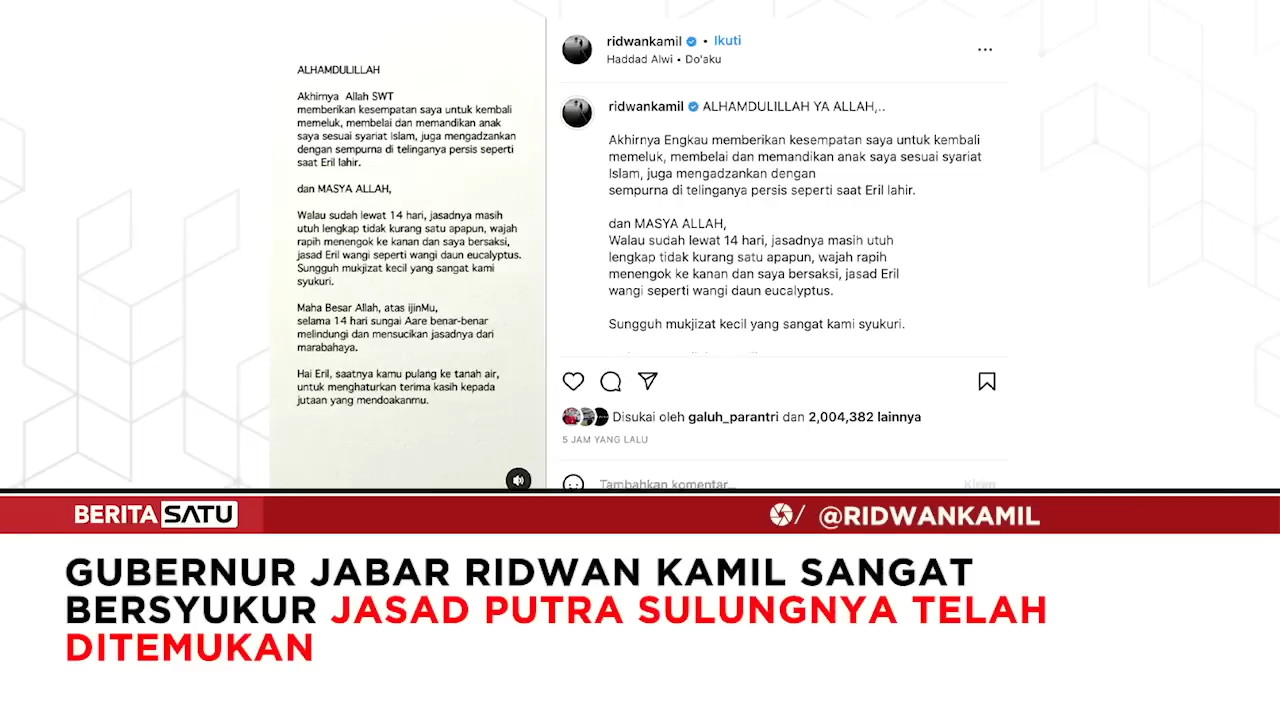 ALHAMDULILLAH
Akhirnya Allah SWT
memberikan kesempatan saya untuk kembali
memeluk, membelai dan memandikan anak
saya sesuai syariat Islam, juga mengadzankan
dengan sempurna di telinganya persis seperti
saat Eril lahir.
dan MASYA ALLAH,
Walau sudah lewat 14 hari, jasadnya masih
utuh lengkap tidak kurang satu apapun, wajah
rapih menengok ke kanan dan saya bersaksi,
jasad Eril wangi seperti wangi daun eucalyptus.
Sungguh mukjizat kecil yang sangat kami
syukuri.
Maha Besar Allah, atas ijinMu,
selama 14 hari sungai Aare benar-benar
melindungi dan mensucikan jasadnya dari
marabahaya.
Hai Eril, saatnya kamu pulang ke tanah air,
untuk menghaturkan terima kasih kepada
jutaan yang mendoakanmu.
ridwankamil • Ikuti
Haddad Alwi • Do'aku
ridwankamil ALHAMDULILLAH YA ALLAH,..
Akhirnya Engkau memberikan kesempatan saya untuk kembali
memeluk, membelai dan memandikan anak saya sesuai syariat
Islam, juga mengadzankan dengan
sempurna di telinganya persis seperti saat Eril lahir.
dan MASYA ALLAH,
Walau sudah lewat 14 hari, jasadnya masih utuh
lengkap tidak kurang satu apapun, wajah rapih
menengok ke kanan dan saya bersaksi, jasad Eril
wangi seperti wangi daun eucalyptus.
Sungguh mukjizat kecil yang sangat kami syukuri.
Disukai oleh galuh_parantri dan 2,004,382 lainnya
5 JAM YANG LALU
Tambahkan komentar... Kirim
BERITA SATU
/ @RIDWANKAMIL
GUBERNUR JABAR RIDWAN KAMIL SANGAT
BERSYUKUR JASAD PUTRA SULUNGNYA TELAH
DITEMUKAN